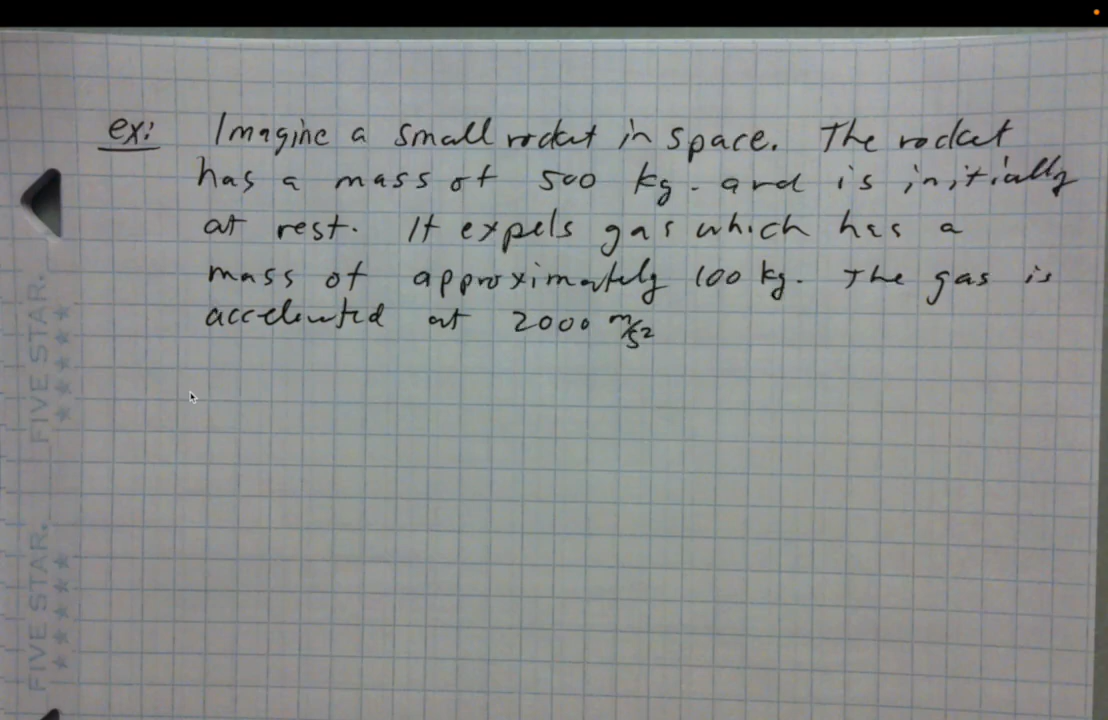 ex: Imagine a small rocket in space. The rocket
has a mass of 500 kg. and is initially
at rest. It expels gas which has a
mass of approximately 100 kg. The gas is
accelerated at 2000 m/s2
FIVE STAR.
FIVE STAR.